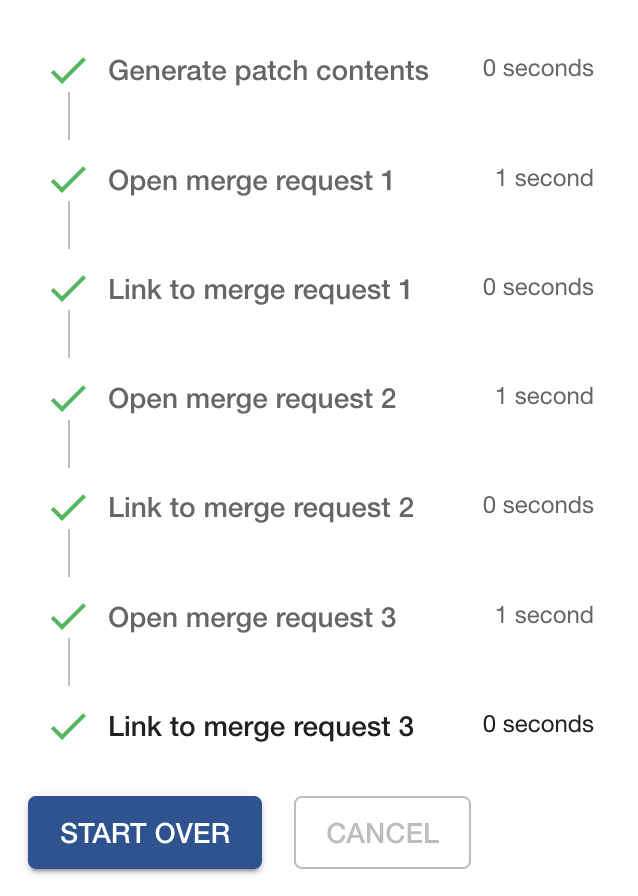 Generate patch contents 0 seconds
Open merge request 1 1 second
Link to merge request 1 0 seconds
Open merge request 2 1 second
Link to merge request 2 0 seconds
Open merge request 3 1 second
Link to merge request 3 0 seconds
START OVER CANCEL